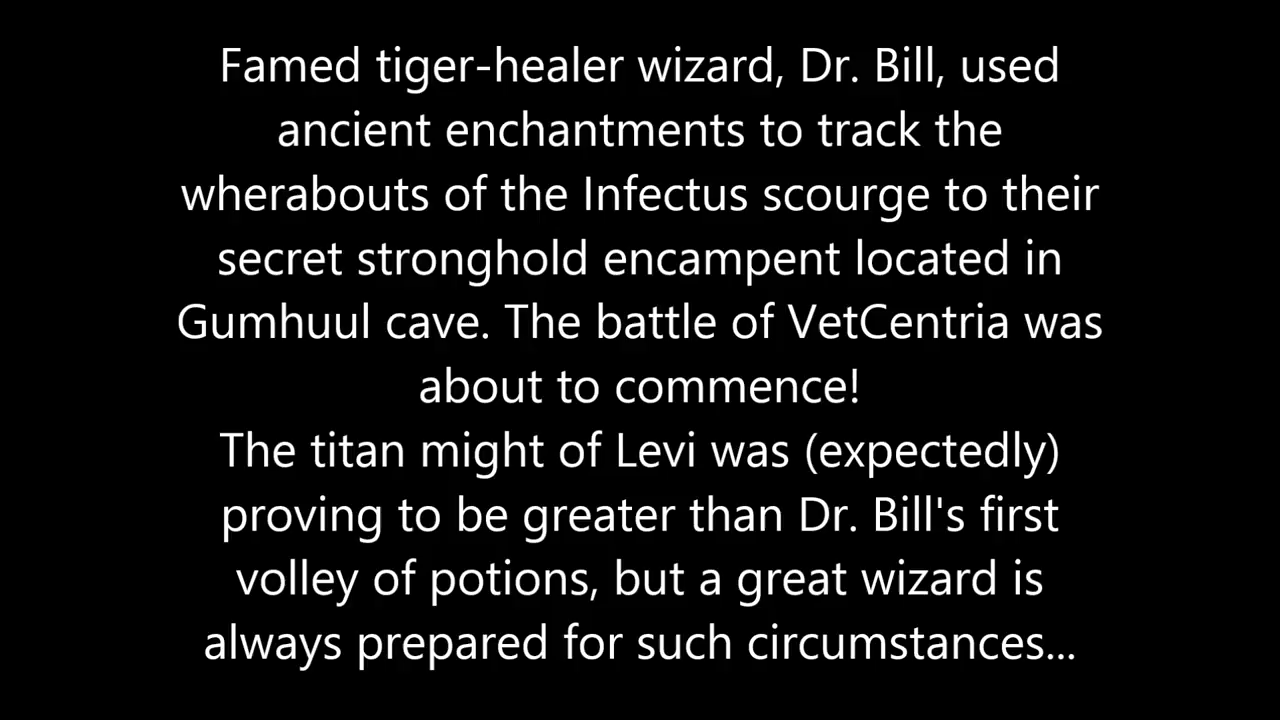 Famed tiger-healer wizard, Dr. Bill, used
ancient enchantments to track the
wherabouts of the Infectus scourge to their
secret stronghold encampent located in
Gumhuul cave. The battle of VetCentria was
about to commence!
The titan might of Levi was (expectedly)
proving to be greater than Dr. Bill's first
volley of potions, but a great wizard is
always prepared for such circumstances...